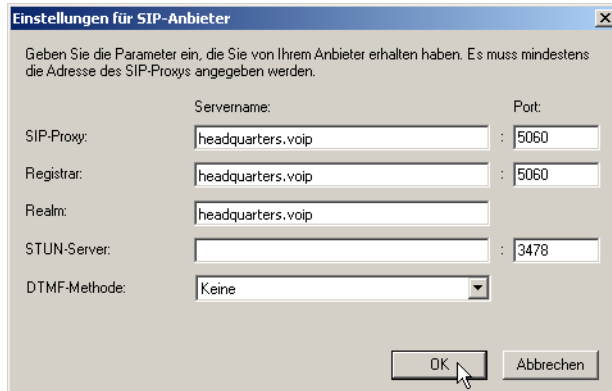 Einstellungen für SIP-Anbieter
Geben Sie die Parameter ein, die Sie von Ihrem Anbieter erhalten haben. Es muss mindestens
die Adresse des SIP-Proxys angegeben werden.
Servername: Port:
SIP-Proxy: headquarters.voip : 5060
Registrar: headquarters.voip : 5060
Realm: headquarters.voip
STUN-Server: : 3478
DTMF-Methode: Keine
OK Abbrechen